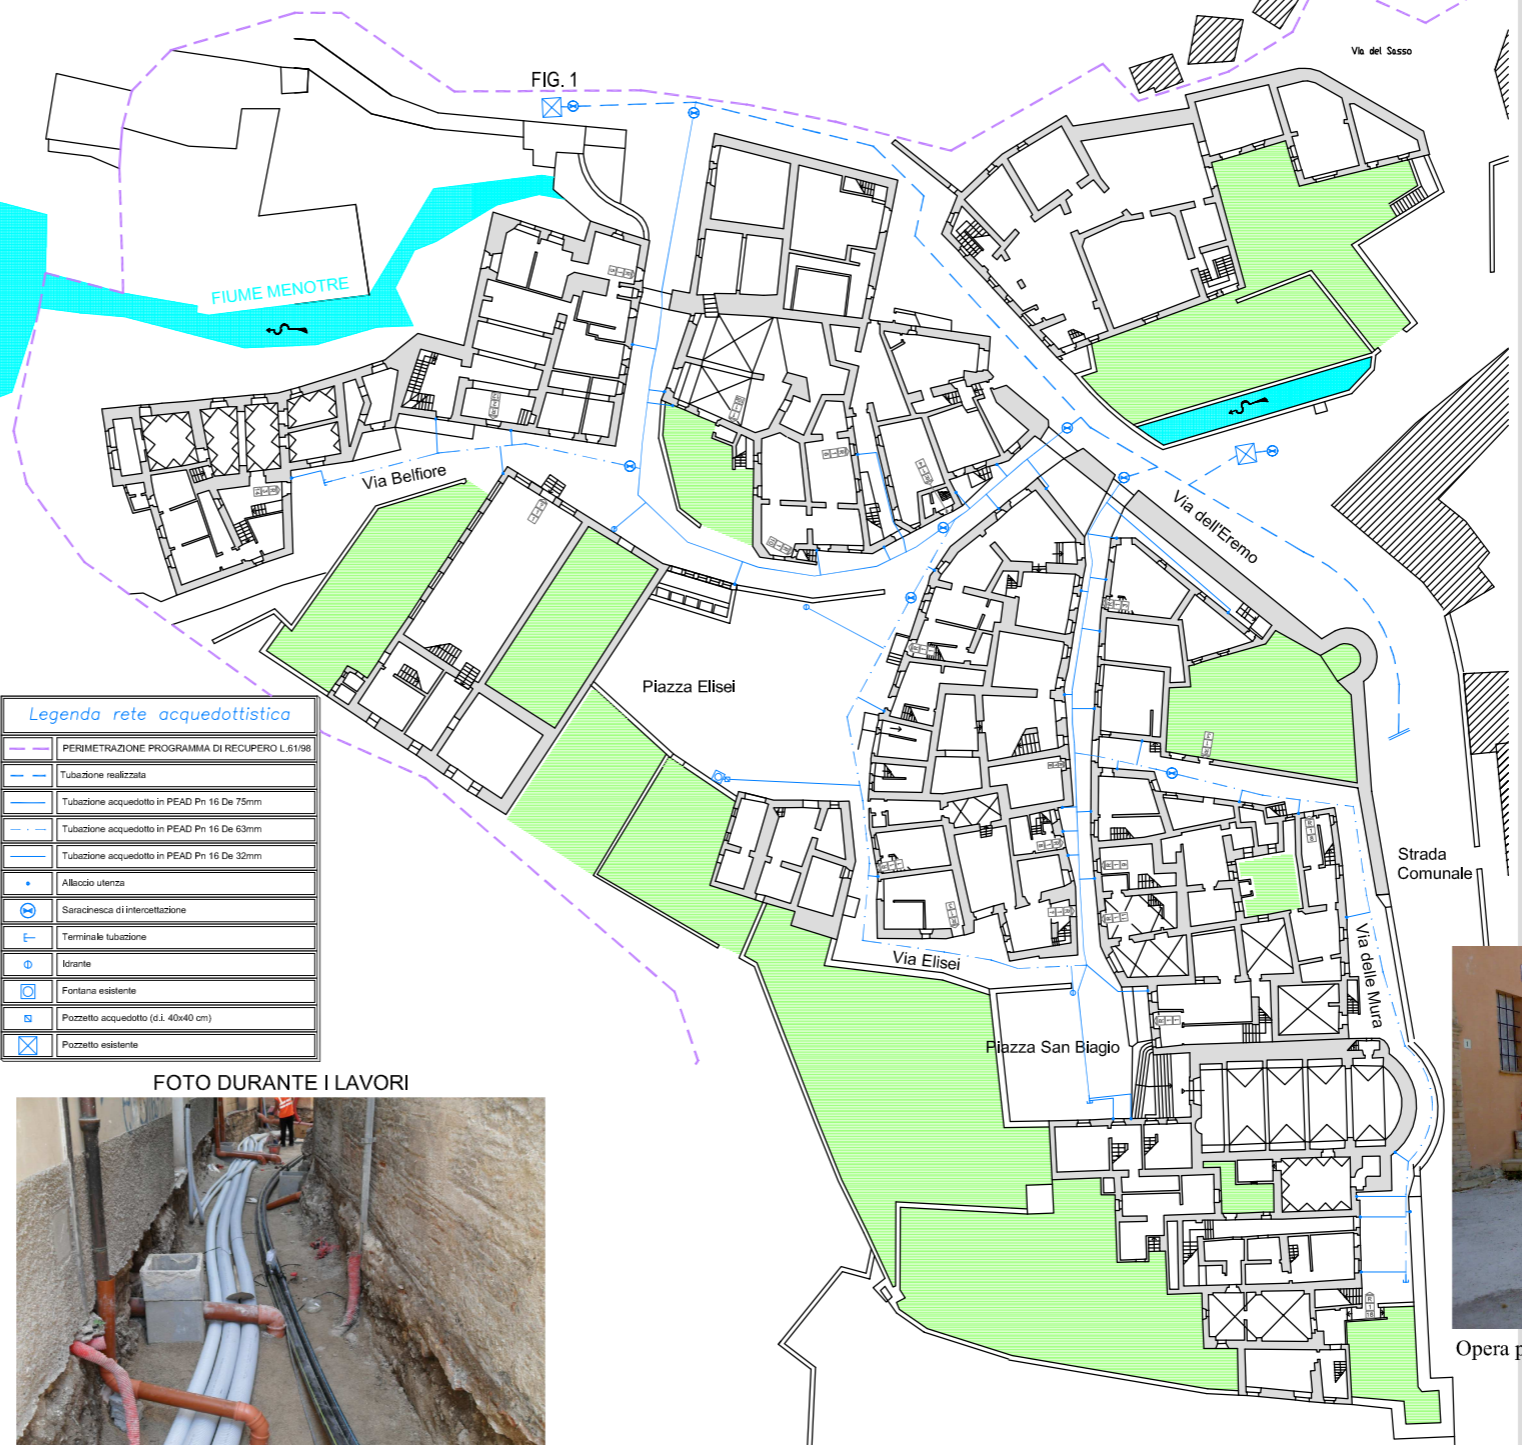 Via del Sasso
FIG. 1
FIUME MENOTRE
Via Belfiore
Via dell'Eremo
Piazza Elisei
Legenda rete acquedottistica
PERIMETRAZIONE PROGRAMMA DI RECUPERO L.61/98
Tubazione realizzata
Tubazione acquedotto in PEAD Pn 16 De 75mm
Tubazione acquedotto in PEAD Pn 16 De 63mm
Tubazione acquedotto in PEAD Pn 16 De 32mm
Allaccio utenza
Saracinesca di intercettazione
Terminale tubazione
Idrante
Fontana esistente
Pozzetto acquedotto (d.i. 40x40 cm)
Pozzetto esistente
Strada
Comunale
Via Elisei
Via delle Mura
Piazza San Biagio
FOTO DURANTE I LAVORI
Opera p